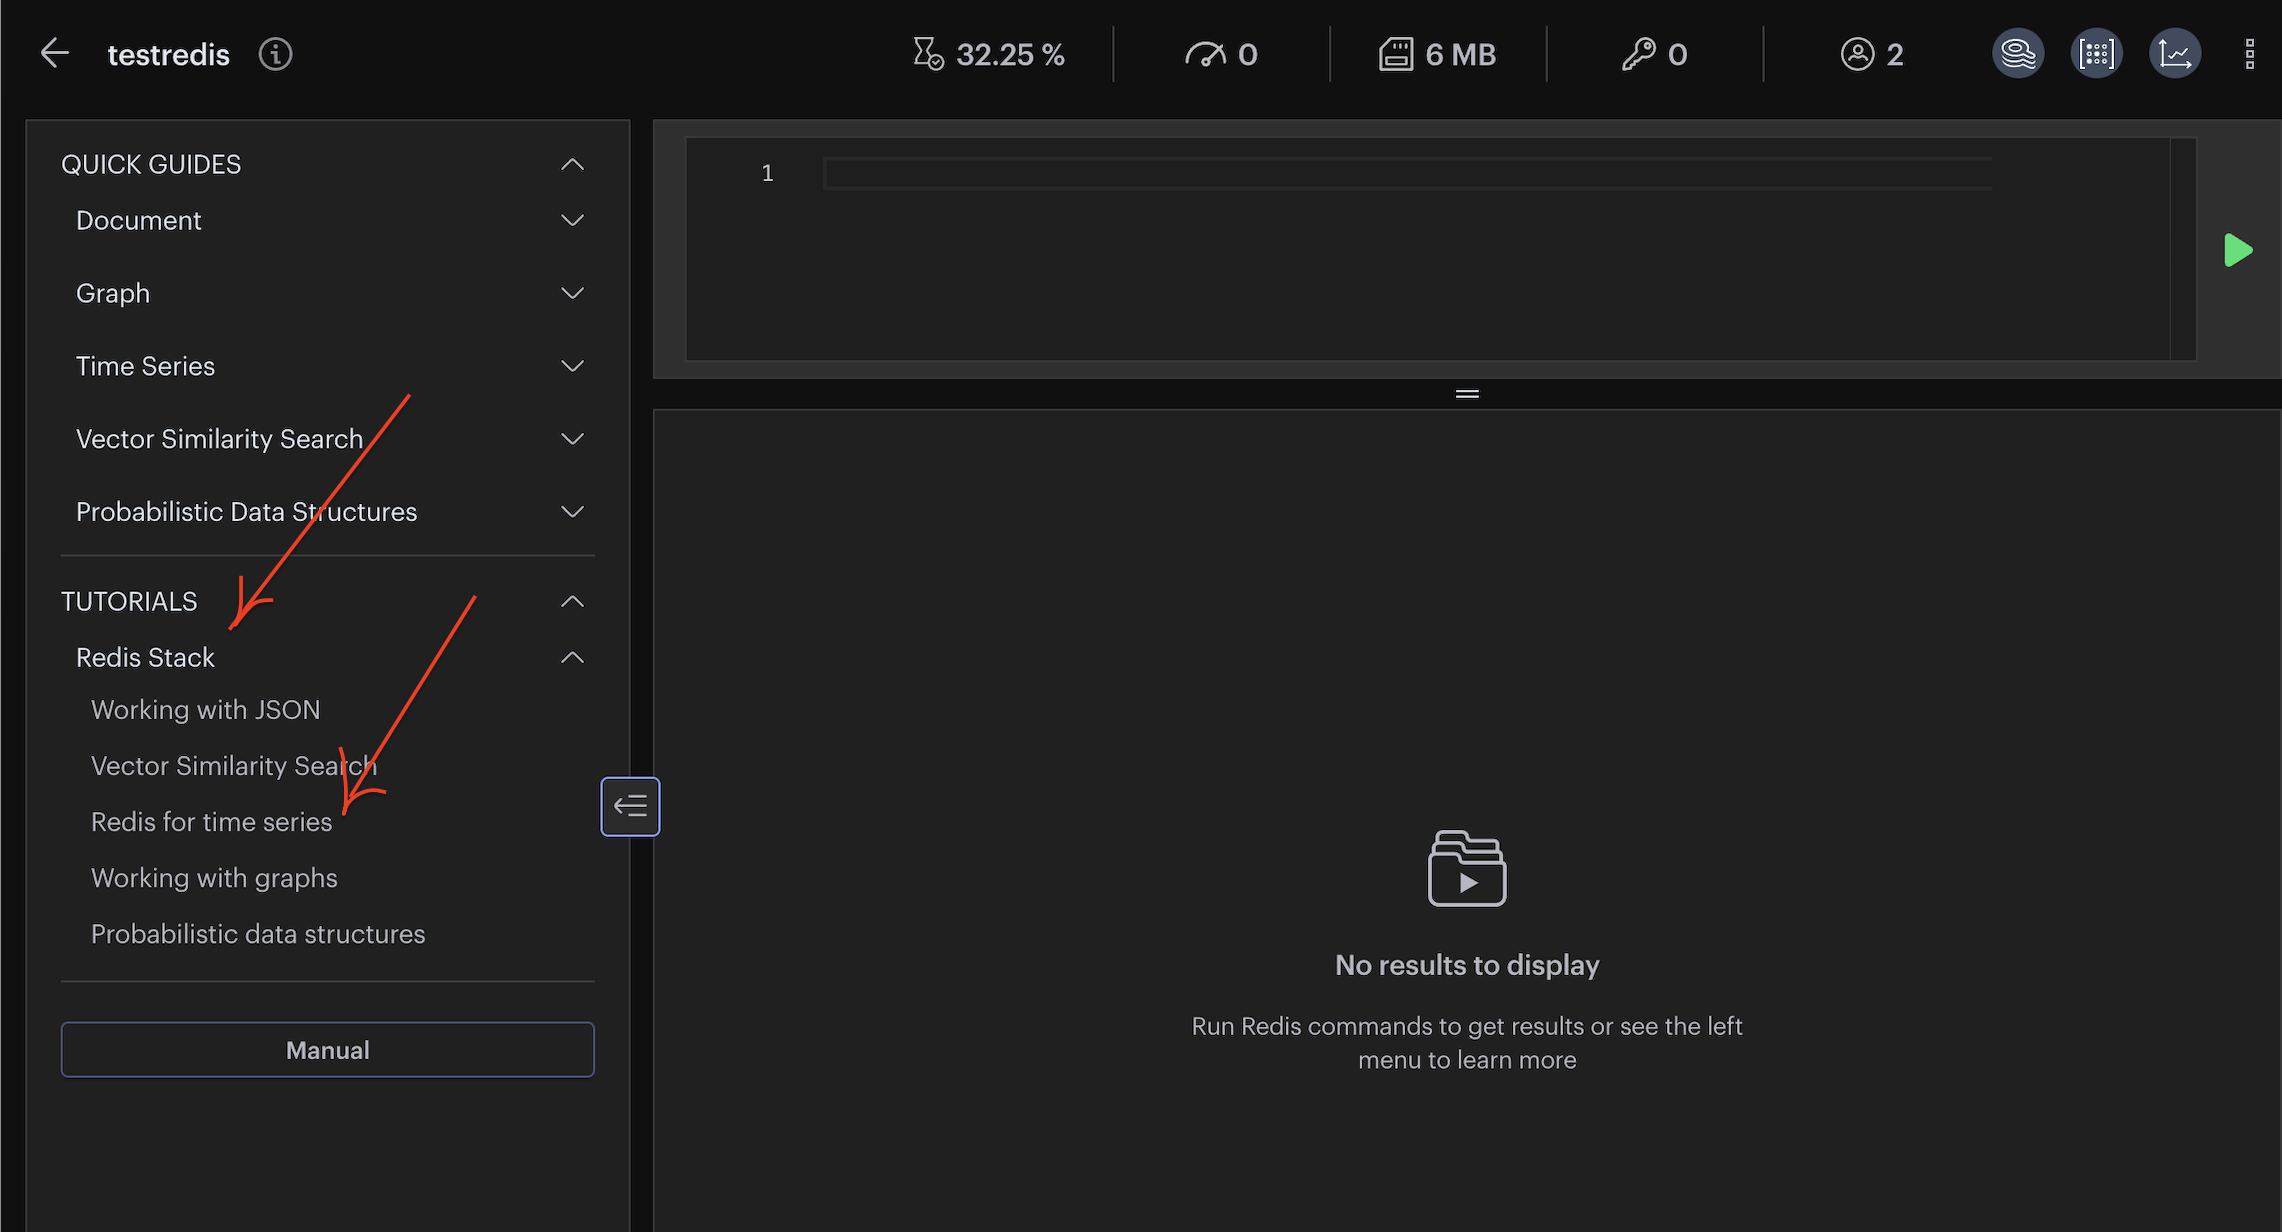 testredis
32.25 %
0
6 MB
0
2
QUICK GUIDES
Document
Graph
Time Series
Vector Similarity Search
Probabilistic Data Structures
TUTORIALS
Redis Stack
Working with JSON
Vector Similarity Search
Redis for time series
Working with graphs
Probabilistic data structures
Manual
1
No results to display
Run Redis commands to get results or see the left
menu to learn more